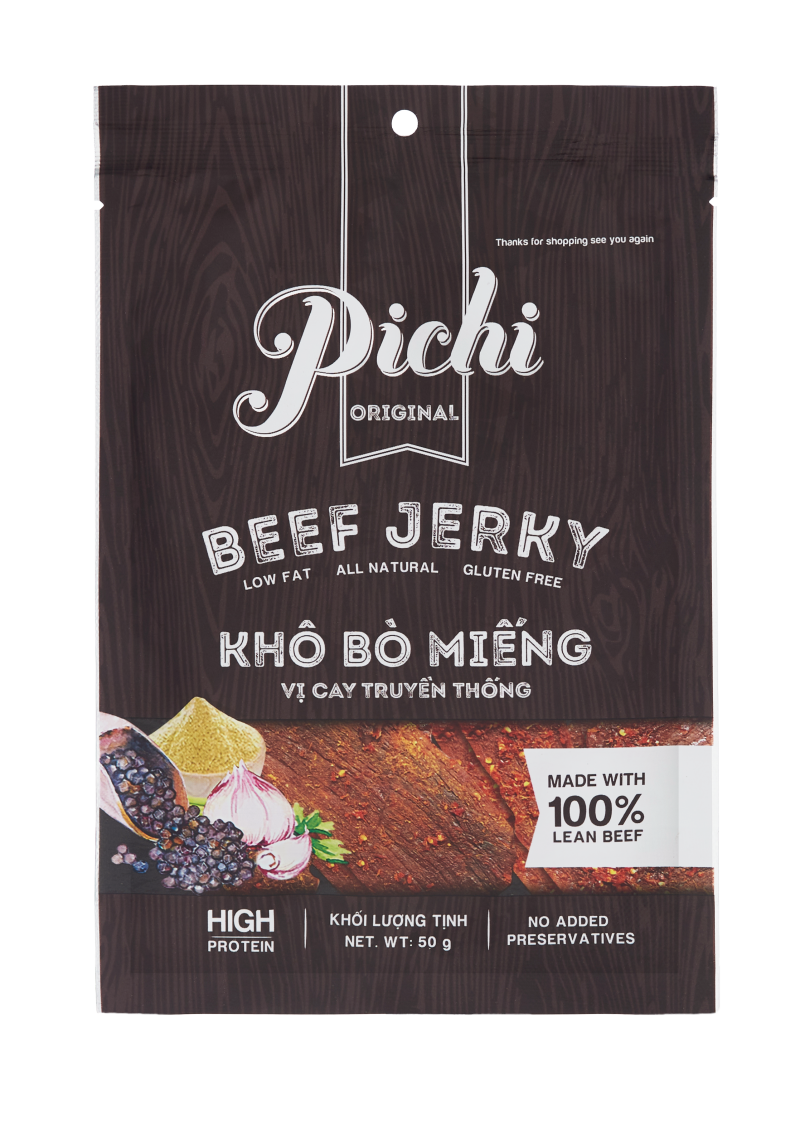 Thanks for shopping see you again
Pichi
ORIGINAL
BEEF JERKY
LOW FAT ALL NATURAL GLUTEN FREE
KHÔ BÒ MIẾNG
VỊ CAY TRUYỀN THỐNG
MADE WITH
100%
LEAN BEEF
HIGH
PROTEIN
KHỐI LƯỢNG TỊNH
NET. WT: 50 g
NO ADDED
PRESERVATIVES